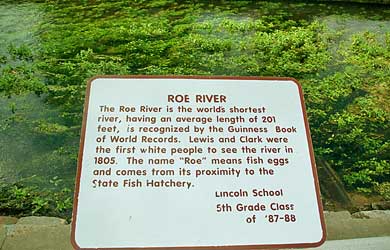 ROE RIVER
The Roe River is the world's shortest
river, having an average length of 201
feet, is recognized by the Guinness Book
of World Records. Lewis and Clark were
the first white people to see the river in
1805. The name "Roe" means fish eggs
and comes from its proximity to the
State Fish Hatchery.
Lincoln School
5th Grade Class
of '87-88